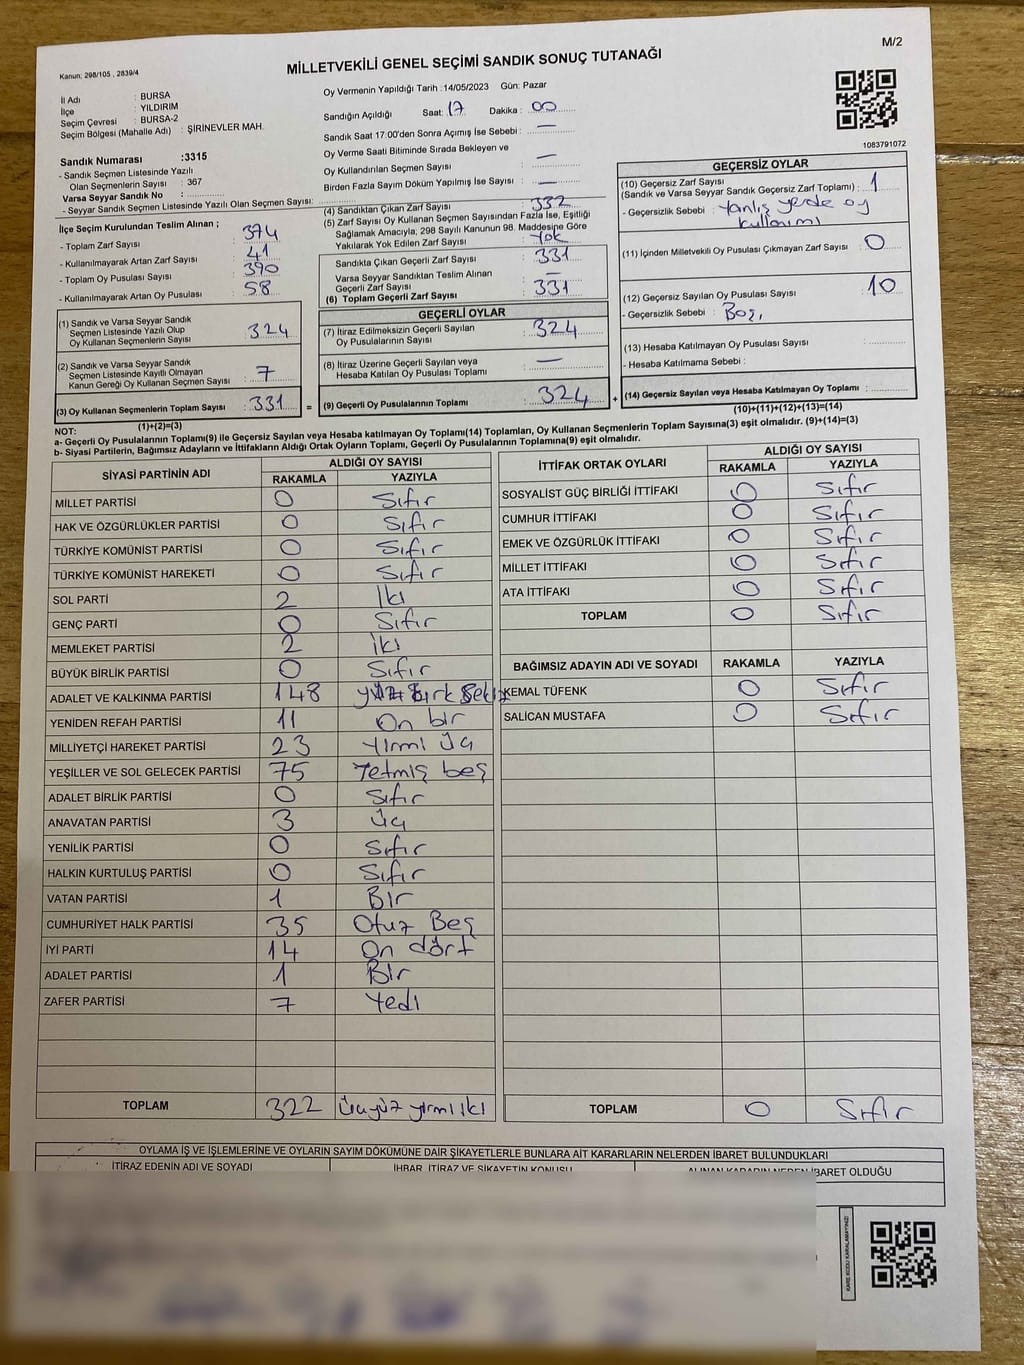 M/2
Kanun: 298/105 , 2839/4
MİLLETVEKİLİ GENEL SEÇİMİ SANDIK SONUÇ TUTANAĞI
İl Adı : BURSA
İlçe : YILDIRIM
Seçim Çevresi : BURSA-2
Seçim Bölgesi (Mahalle Adı) : ŞİRİNEVLER MAH.
Sandık Numarası :3315
- Sandık Seçmen Listesinde Yazılı
Olan Seçmenlerin Sayısı : 367
Varsa Seyyar Sandık No :
- Seyyar Sandık Seçmen Listesinde Yazılı Olan Seçmen Sayısı:
Oy Vermenin Yapıldığı Tarih :14/05/2023 Gün: Pazar
Sandığın Açıldığı Saat: 17 Dakika : 00
Sandık Saat 17:00'den Sonra Açımış İse Sebebi : —
Oy Verme Saati Bitiminde Sırada Bekleyen ve
Oy Kullandırılan Seçmen Sayısı : —
Birden Fazla Sayım Döküm Yapılmış İse Sayısı : —
1083791072
İlçe Seçim Kurulundan Teslim Alınan ;
- Toplam Zarf Sayısı : 374
- Kullanılmayarak Artan Zarf Sayısı : 41
- Toplam Oy Pusulası Sayısı : 390
- Kullanılmayarak Artan Oy Pusulası : 58
(1) Sandık ve Varsa Seyyar Sandık
Seçmen Listesinde Yazılı Olup
Oy Kullanan Seçmenlerin Sayısı : 324
(2) Sandık ve Varsa Seyyar Sandık
Seçmen Listesinde Kayıtlı Olmayan
Kanun Gereği Oy Kullanan Seçmen Sayısı : 7
(3) Oy Kullanan Seçmenlerin Toplam Sayısı : 331
(1)+(2)=(3)
(4) Sandıktan Çıkan Zarf Sayısı : 332
(5) Zarf Sayısı Oy Kullanan Seçmen Sayısından Fazla İse, Eşitliği
Sağlamak Amacıyla, 298 Sayılı Kanunun 98. Maddesine Göre
Yakılarak Yok Edilen Zarf Sayısı : Yok
Sandıkta Çıkan Geçerli Zarf Sayısı : 331
Varsa Seyyar Sandıktan Teslim Alınan
Geçerli Zarf Sayısı : —
(6) Toplam Geçerli Zarf Sayısı : 331
GEÇERLİ OYLAR
(7) İtiraz Edilmeksizin Geçerli Sayılan
Oy Pusulalarının Sayısı : 324
(8) İtiraz Üzerine Geçerli Sayılan veya
Hesaba Katılan Oy Pusulası Toplamı : —
= (9) Geçerli Oy Pusulalarının Toplamı : 324 +
GEÇERSİZ OYLAR
(10) Geçersiz Zarf Sayısı
(Sandık ve Varsa Seyyar Sandık Geçersiz Zarf Toplamı) : 1
- Geçersizlik Sebebi : Yanlış yerde oy
kullanımı
(11) İçinden Milletvekili Oy Pusulası Çıkmayan Zarf Sayısı : 0
(12) Geçersiz Sayılan Oy Pusulası Sayısı : 10
- Geçersizlik Sebebi : Boş,
(13) Hesaba Katılmayan Oy Pusulası Sayısı :
- Hesaba Katılmama Sebebi :
(14) Geçersiz Sayılan veya Hesaba Katılmayan Oy Toplamı :
(10)+(11)+(12)+(13)=(14)
NOT:
a- Geçerli Oy Pusulalarının Toplamı(9) ile Geçersiz Sayılan veya Hesaba katılmayan Oy Toplamı(14) Toplamları, Oy Kullanan Seçmenlerin Toplam Sayısına(3) eşit olmalıdır. (9)+(14)=(3)
b- Siyasi Partilerin, Bağımsız Adayların ve İttifakların Aldığı Ortak Oyların Toplamı, Geçerli Oy Pusulalarının Toplamına(9) eşit olmalıdır.
SİYASİ PARTİNİN ADI ALDIĞI OY SAYISI
RAKAMLA YAZIYLA
MİLLET PARTİSİ 0 Sıfır
HAK VE ÖZGÜRLÜKLER PARTİSİ 0 Sıfır
TÜRKİYE KOMÜNİST PARTİSİ 0 Sıfır
TÜRKİYE KOMÜNİST HAREKETİ 0 Sıfır
SOL PARTİ 2 İki
GENÇ PARTİ 0 Sıfır
MEMLEKET PARTİSİ 2 iki
BÜYÜK BİRLİK PARTİSİ 0 Sıfır
ADALET VE KALKINMA PARTİSİ 148
YENİDEN REFAH PARTİSİ 11 On bir
MİLLİYETÇİ HAREKET PARTİSİ 23 Yirmi üç
YEŞİLLER VE SOL GELECEK PARTİSİ 75 Yetmiş beş
ADALET BİRLİK PARTİSİ 0 Sıfır
ANAVATAN PARTİSİ 3 üç
YENİLİK PARTİSİ 0 Sıfır
HALKIN KURTULUŞ PARTİSİ 0 Sıfır
VATAN PARTİSİ 1 Bir
CUMHURİYET HALK PARTİSİ 35 Otuz Beş
İYİ PARTİ 14 On dört
ADALET PARTİSİ 1 Bir
ZAFER PARTİSİ 7 Yedi
TOPLAM 322 üçyüz yirmi iki
İTTİFAK ORTAK OYLARI ALDIĞI OY SAYISI
RAKAMLA YAZIYLA
SOSYALİST GÜÇ BİRLİĞİ İTTİFAKI 0 Sıfır
CUMHUR İTTİFAKI 0 Sıfır
EMEK VE ÖZGÜRLÜK İTTİFAKI 0 Sıfır
MİLLET İTTİFAKI 0 Sıfır
ATA İTTİFAKI 0 Sıfır
TOPLAM 0 Sıfır
BAĞIMSIZ ADAYIN ADI VE SOYADI RAKAMLA YAZIYLA
KEMAL TÜFENK 0 Sıfır
SALİCAN MUSTAFA 0 Sıfır
TOPLAM 0 Sıfır
OYLAMA İŞ VE İŞLEMLERİNE VE OYLARIN SAYIM DÖKÜMÜNE DAİR ŞİKAYETLERLE BUNLARA AİT KARARLARIN NELERDEN İBARET BULUNDUKLARI
İTİRAZ EDENİN ADI VE SOYADI İHBAR, İTİRAZ VE ŞİKAYETİN KONUSU ALINAN KARARIN NEDEN İBARET OLDUĞU
KARE KODU KARALAMAYINIZ!